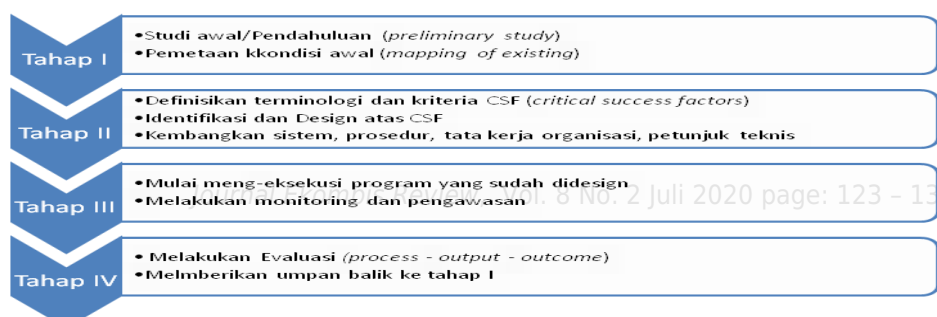 Tahap I
•Studi awal/Pendahuluan (preliminary study)
•Pemetaan kkondisi awal (mapping of existing)
Tahap II
•Definisikan terminologi dan kriteria CSF (critical success factors)
•Identifikasi dan Design atas CSF
•Kembangkan sistem, prosedur, tata kerja organisasi, petunjuk teknis
Tahap III
•Mulai meng-eksekusi program yang sudah didesign
•Melakukan monitoring dan pengawasan
Journal Ekombis Review, Vol. 8 No. 2 Juli 2020 page: 123 – 13
Tahap IV
• Melakukan Evaluasi (process - output - outcome)
•Melmberikan umpan balik ke tahap I